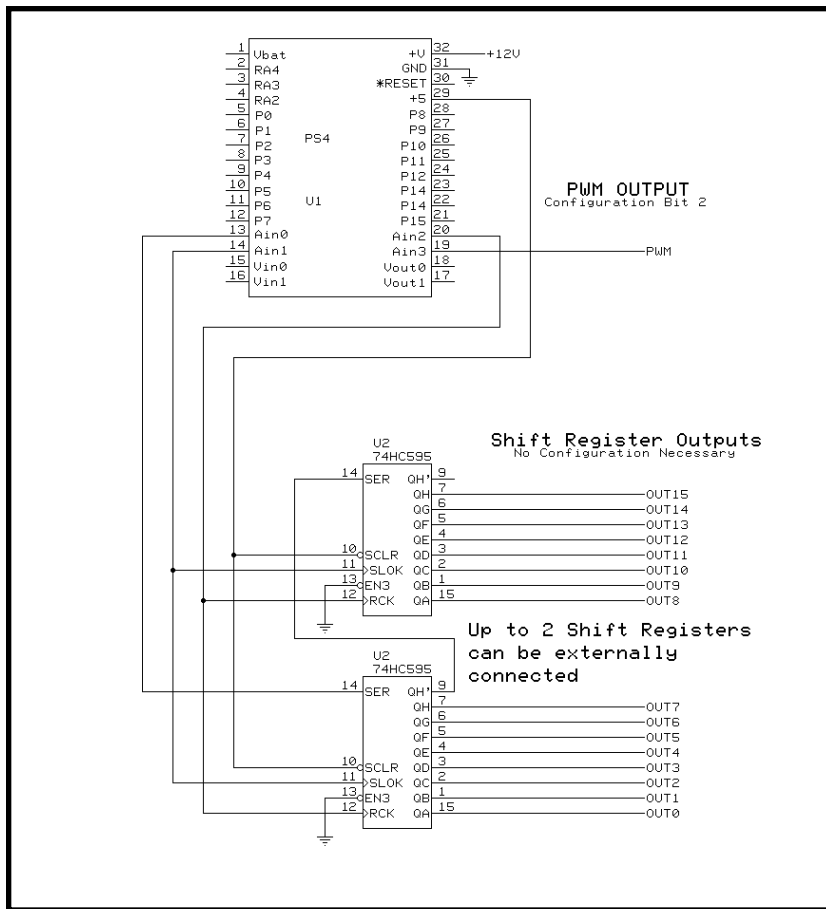 1 Vbat
2 RA4
3 RA3
4 RA2
5 P0
6 P1
7 P2
8 P3
9 P4
10 P5
11 P6
12 P7
13 Ain0
14 Ain1
15 Vin0
16 Vin1
PS4
U1
+V 32 +12V
GND 31
*RESET 30
+5 29
P8 28
P9 27
P10 26
P11 25
P12 24
P14 23
P14 22
P15 21
Ain2 20
Ain3 19 PWM
Vout0 18
Vout1 17
PWM OUTPUT
Configuration Bit 2
Shift Register Outputs
No Configuration Necessary
U2
74HC595
14 SER QH' 9
QH 7 OUT15
QG 6 OUT14
QF 5 OUT13
QE 4 OUT12
10 SCLR QD 3 OUT11
11 SLOK QC 2 OUT10
13 EN3 QB 1 OUT9
12 RCK QA 15 OUT8
Up to 2 Shift Registers
can be externally
connected
U2
74HC595
14 SER QH' 9
QH 7 OUT7
QG 6 OUT6
QF 5 OUT5
QE 4 OUT4
10 SCLR QD 3 OUT3
11 SLOK QC 2 OUT2
13 EN3 QB 1 OUT1
12 RCK QA 15 OUT0